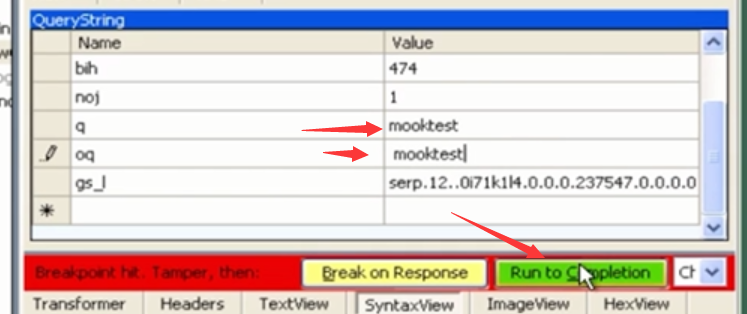 QueryString
Name Value
bih 474
noj 1
q mooktest
oq mooktest
gs_l serp.12..0i71k1l4.0.0.0.237547.0.0.0.0
Breakpoint hit. Tamper, then: Break on Response Run to Completion Ch
Transformer Headers TextView SyntaxView ImageView HexView